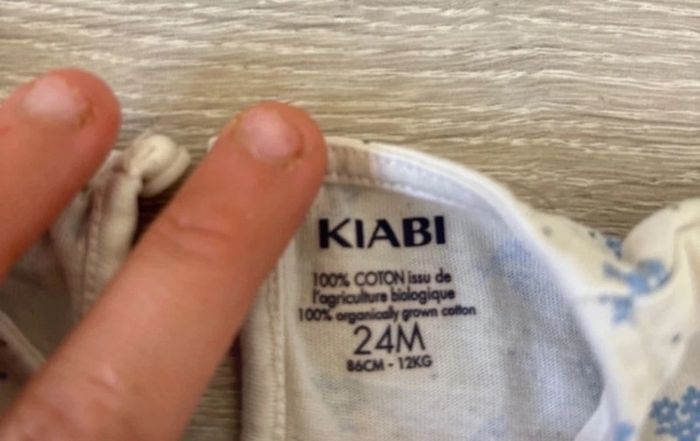 KIABI
100% COTON issu de
l'agriculture biologique
100% organically grown cotton
24M
86CM - 12KG